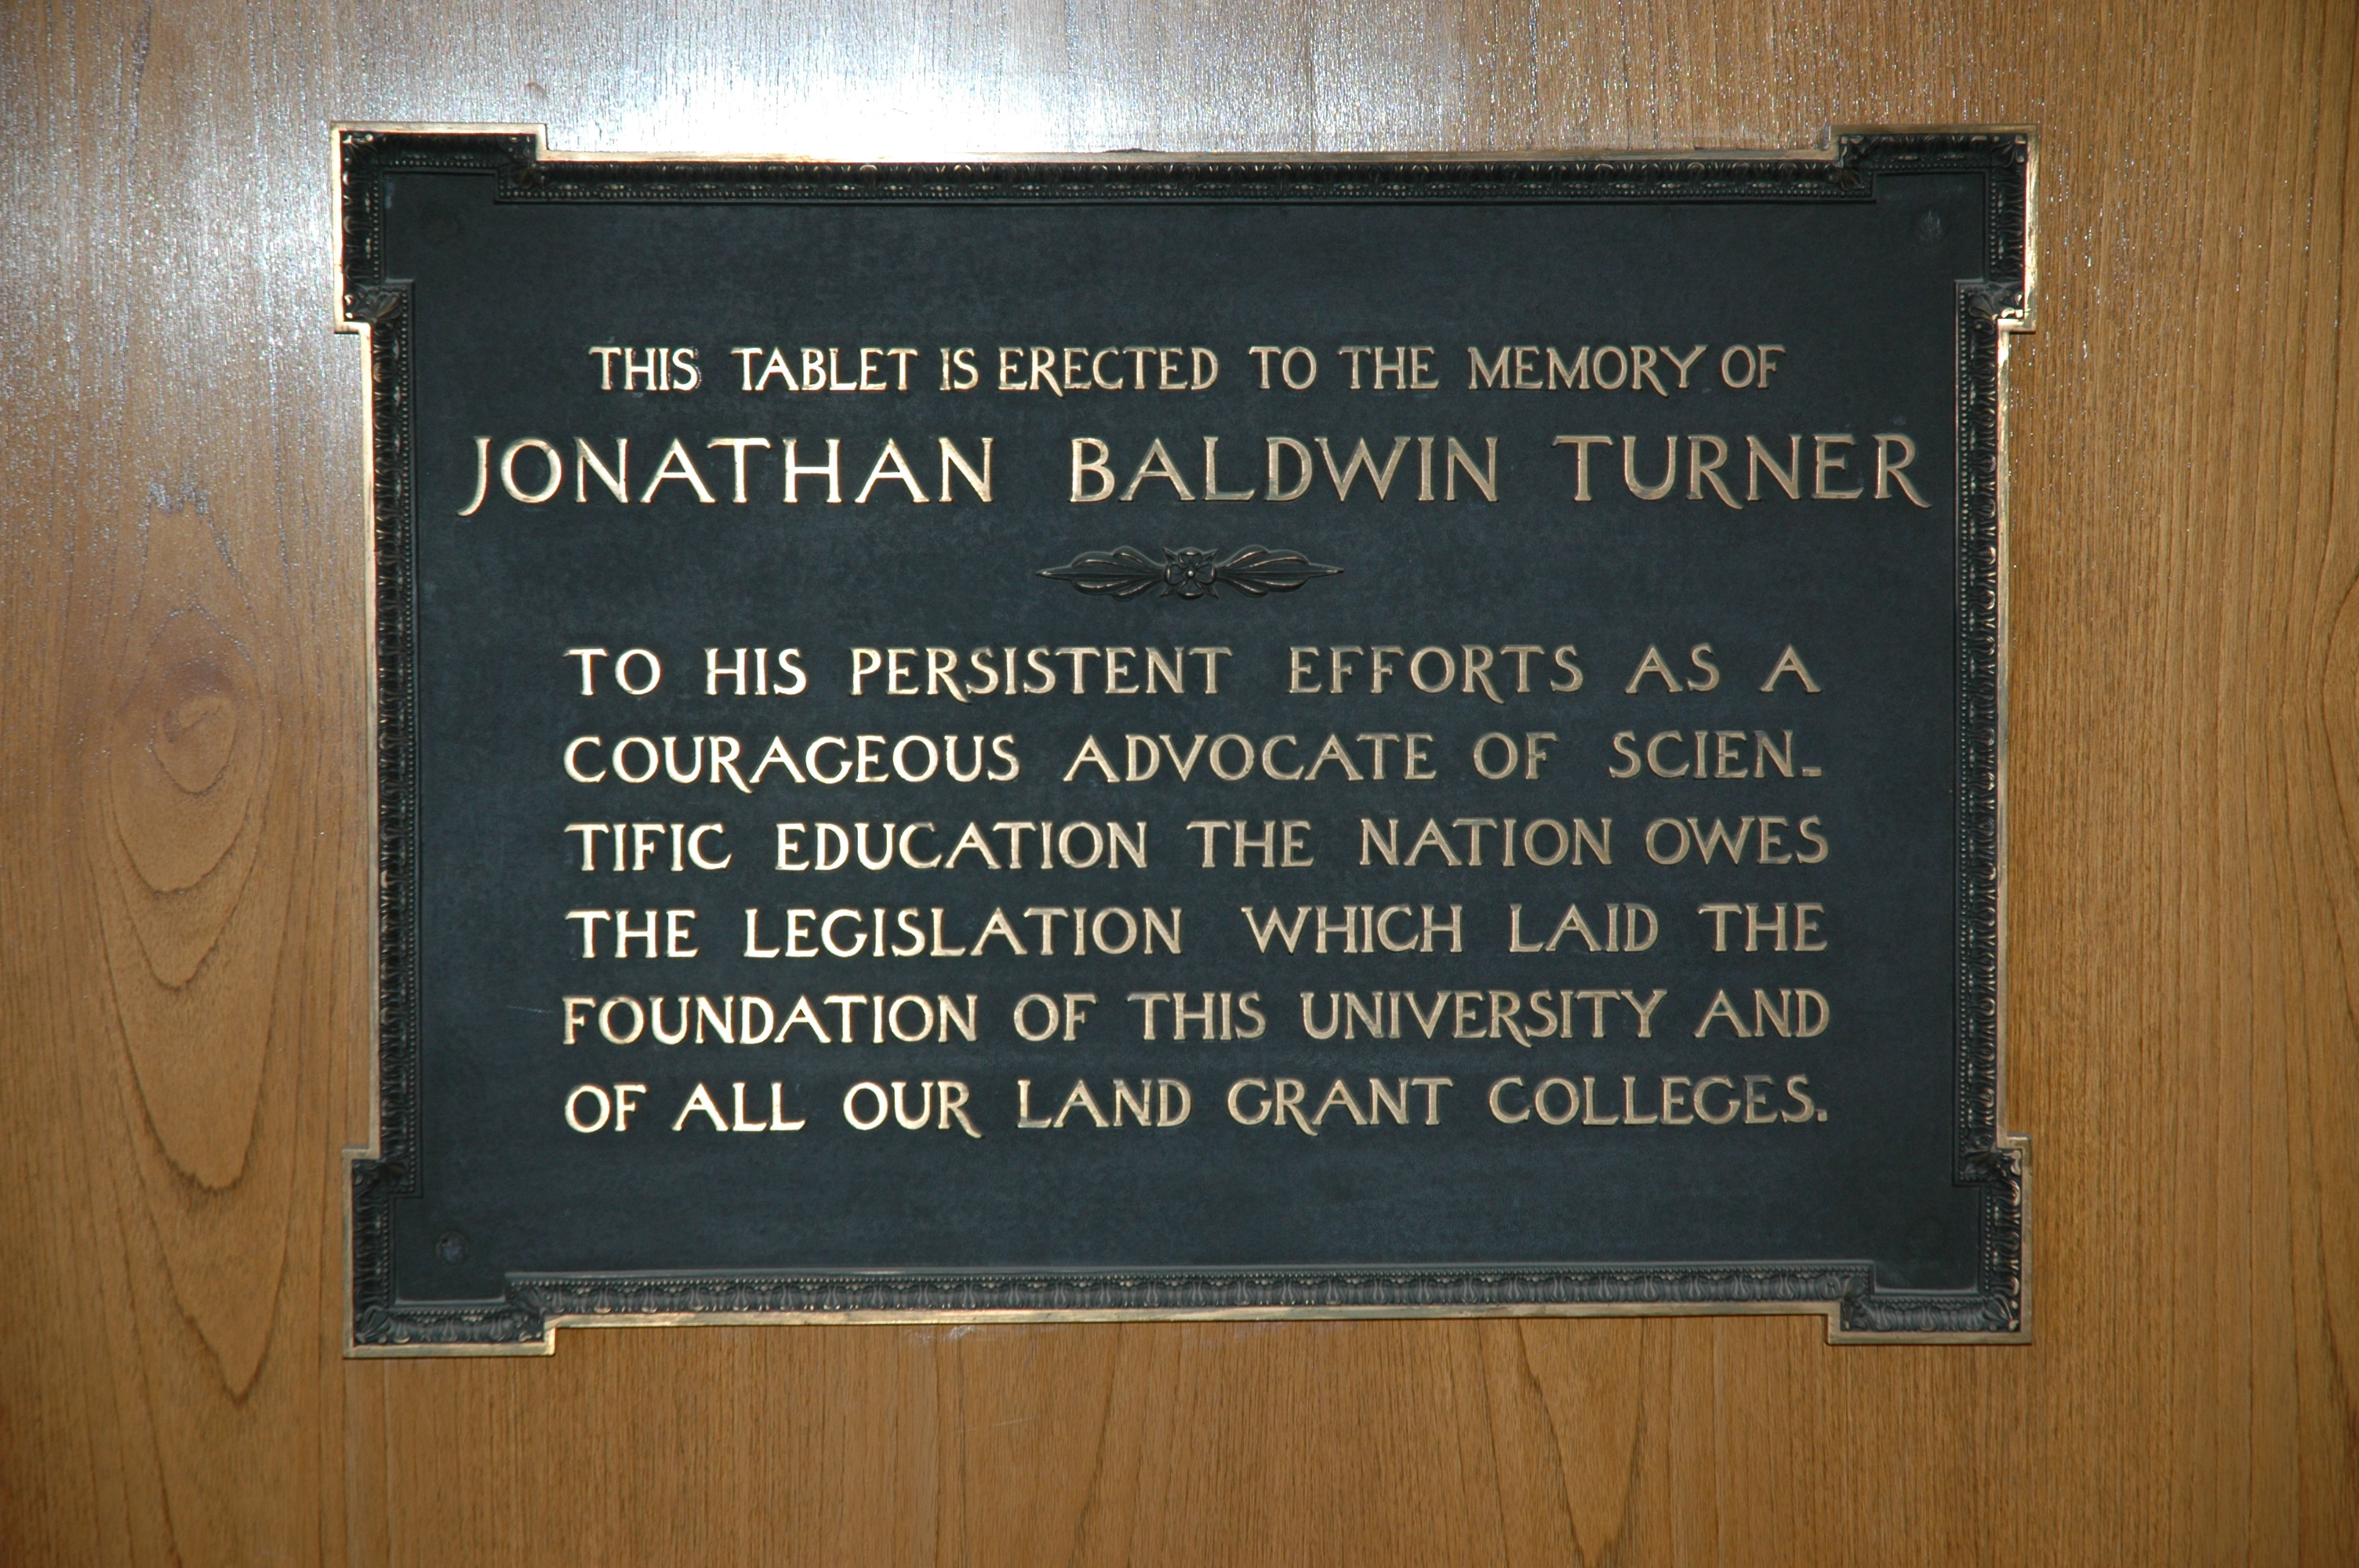 THIS TABLET IS ERECTED TO THE MEMORY OF
JONATHAN BALDWIN TURNER
TO HIS PERSISTENT EFFORTS AS A
COURAGEOUS ADVOCATE OF SCIEN-
TIFIC EDUCATION THE NATION OWES
THE LEGISLATION WHICH LAID THE
FOUNDATION OF THIS UNIVERSITY AND
OF ALL OUR LAND GRANT COLLEGES.